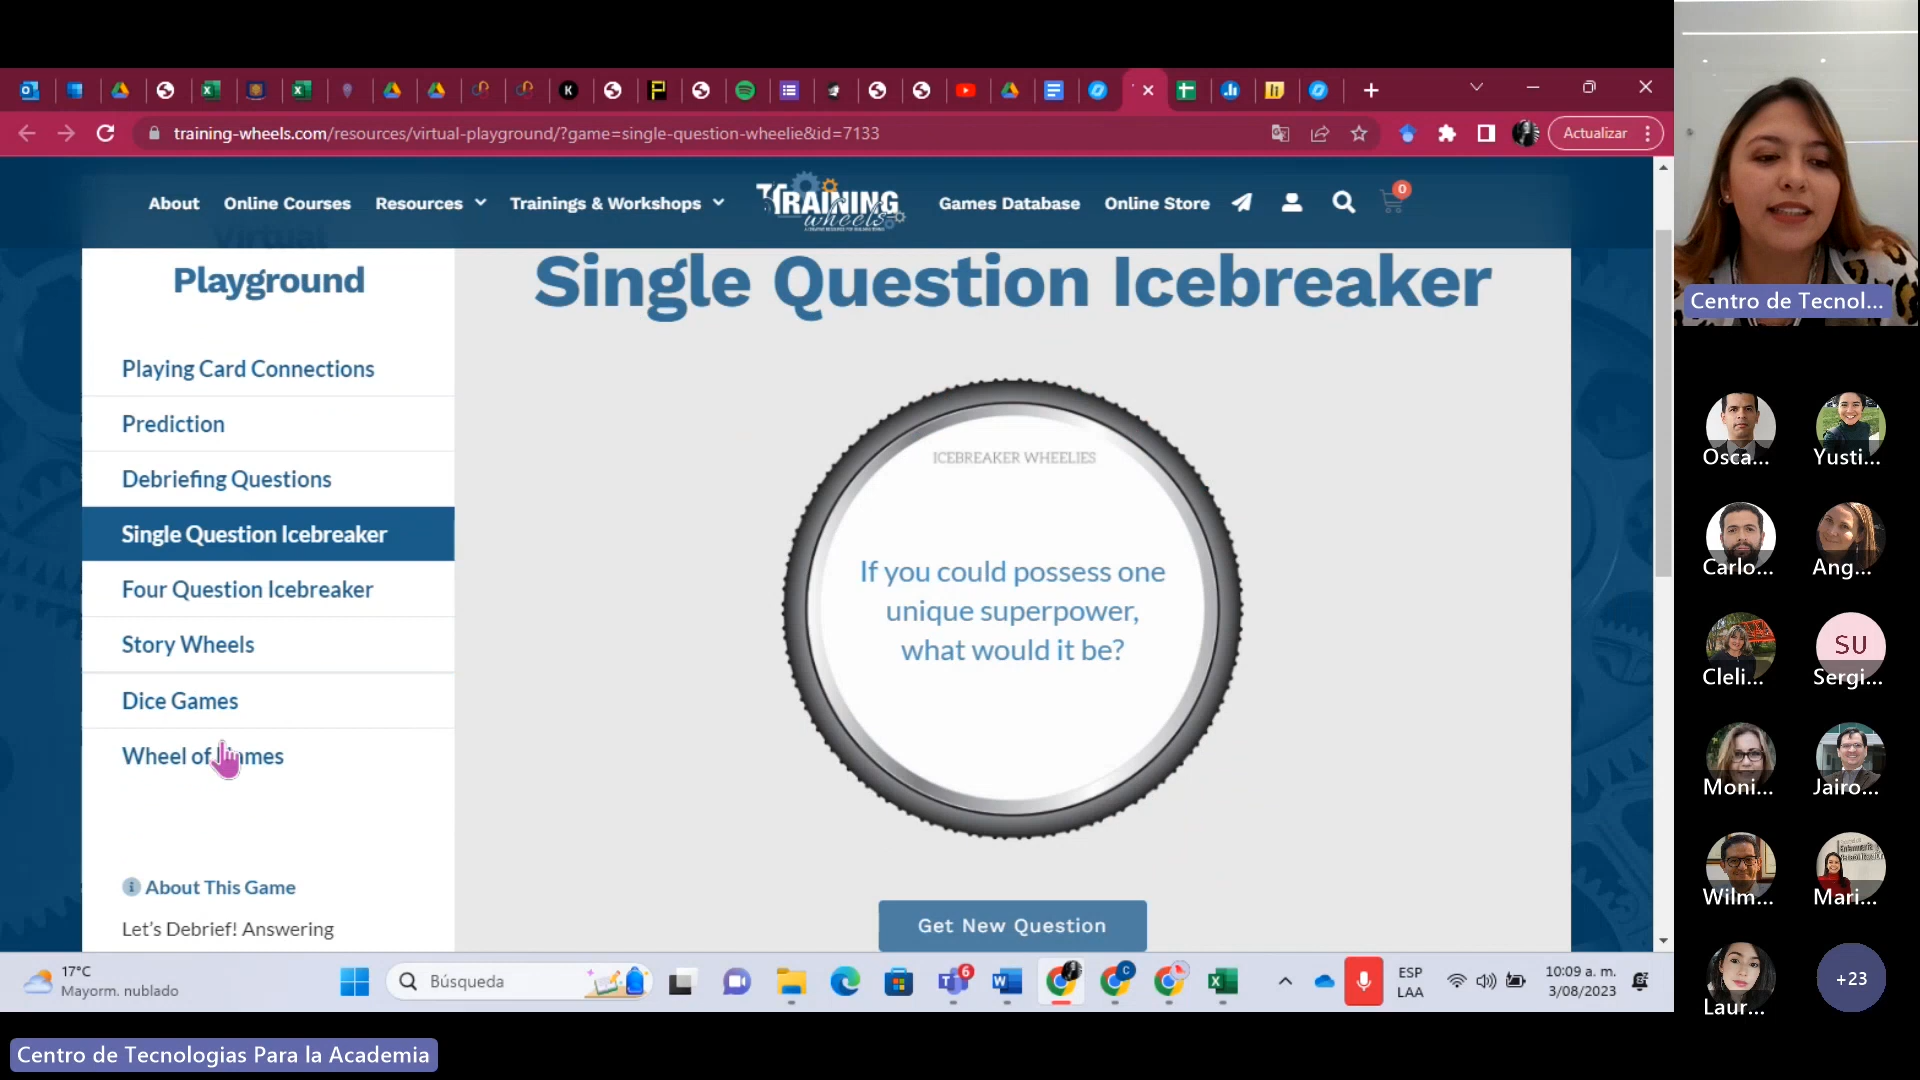 training-wheels.com/resources/virtual-playground/?game=single-question-wheelie&id=7133
Actualizar
About
Online Courses
Resources
Trainings & Workshops
TRAINING
wheels
Games Database
Online Store
0
Virtual
Playground
Playing Card Connections
Prediction
Debriefing Questions
Single Question Icebreaker
Four Question Icebreaker
Story Wheels
Dice Games
Wheel of
About This Game
Let's Debrief! Answering
Single Question Icebreaker
ICEBREAKER WHEELIES
If you could possess one
unique superpower,
what would it be?
Get New Question
17°C
Mayorm. nublado
Búsqueda
6
ESP
LAA
10:09 a. m.
3/08/2023
Centro de Tecnologias Para la Academia
Centro de Tecnol...
Osca...
Yusti...
Carlo...
Ang...
Cleli...
SU
Sergi...
Moni...
Jairo...
Wilm...
Mari...
Laur...
+23